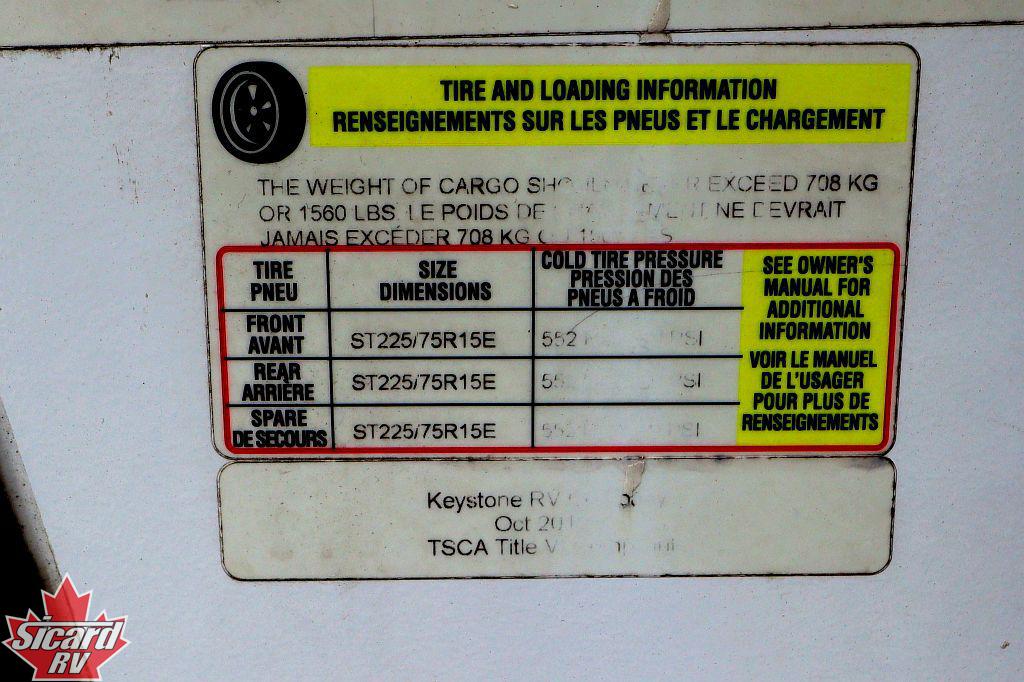 TIRE AND LOADING INFORMATION
RENSEIGNEMENTS SUR LES PNEUS ET LE CHARGEMENT
THE WEIGHT OF CARGO EXCEED 708 KG
OR 1560 LBS. LE POIDS DE NE DEVRAIT
JAMAIS EXCÉDER 708 KG
TIRE
PNEU
SIZE
DIMENSIONS
COLD TIRE PRESSURE
PRESSION DES
PNEUS A FROID
FRONT
AVANT
ST225/75R15E
552 PSI
REAR
ARRIÈRE
ST225/75R15E
PSI
SPARE
DE SECOURS
ST225/75R15E
552 PSI
SEE OWNER'S
MANUAL FOR
ADDITIONAL
INFORMATION
VOIR LE MANUEL
DE L'USAGER
POUR PLUS DE
RENSEIGNEMENTS
Keystone RV
Oct
TSCA Title
Sicard
RV